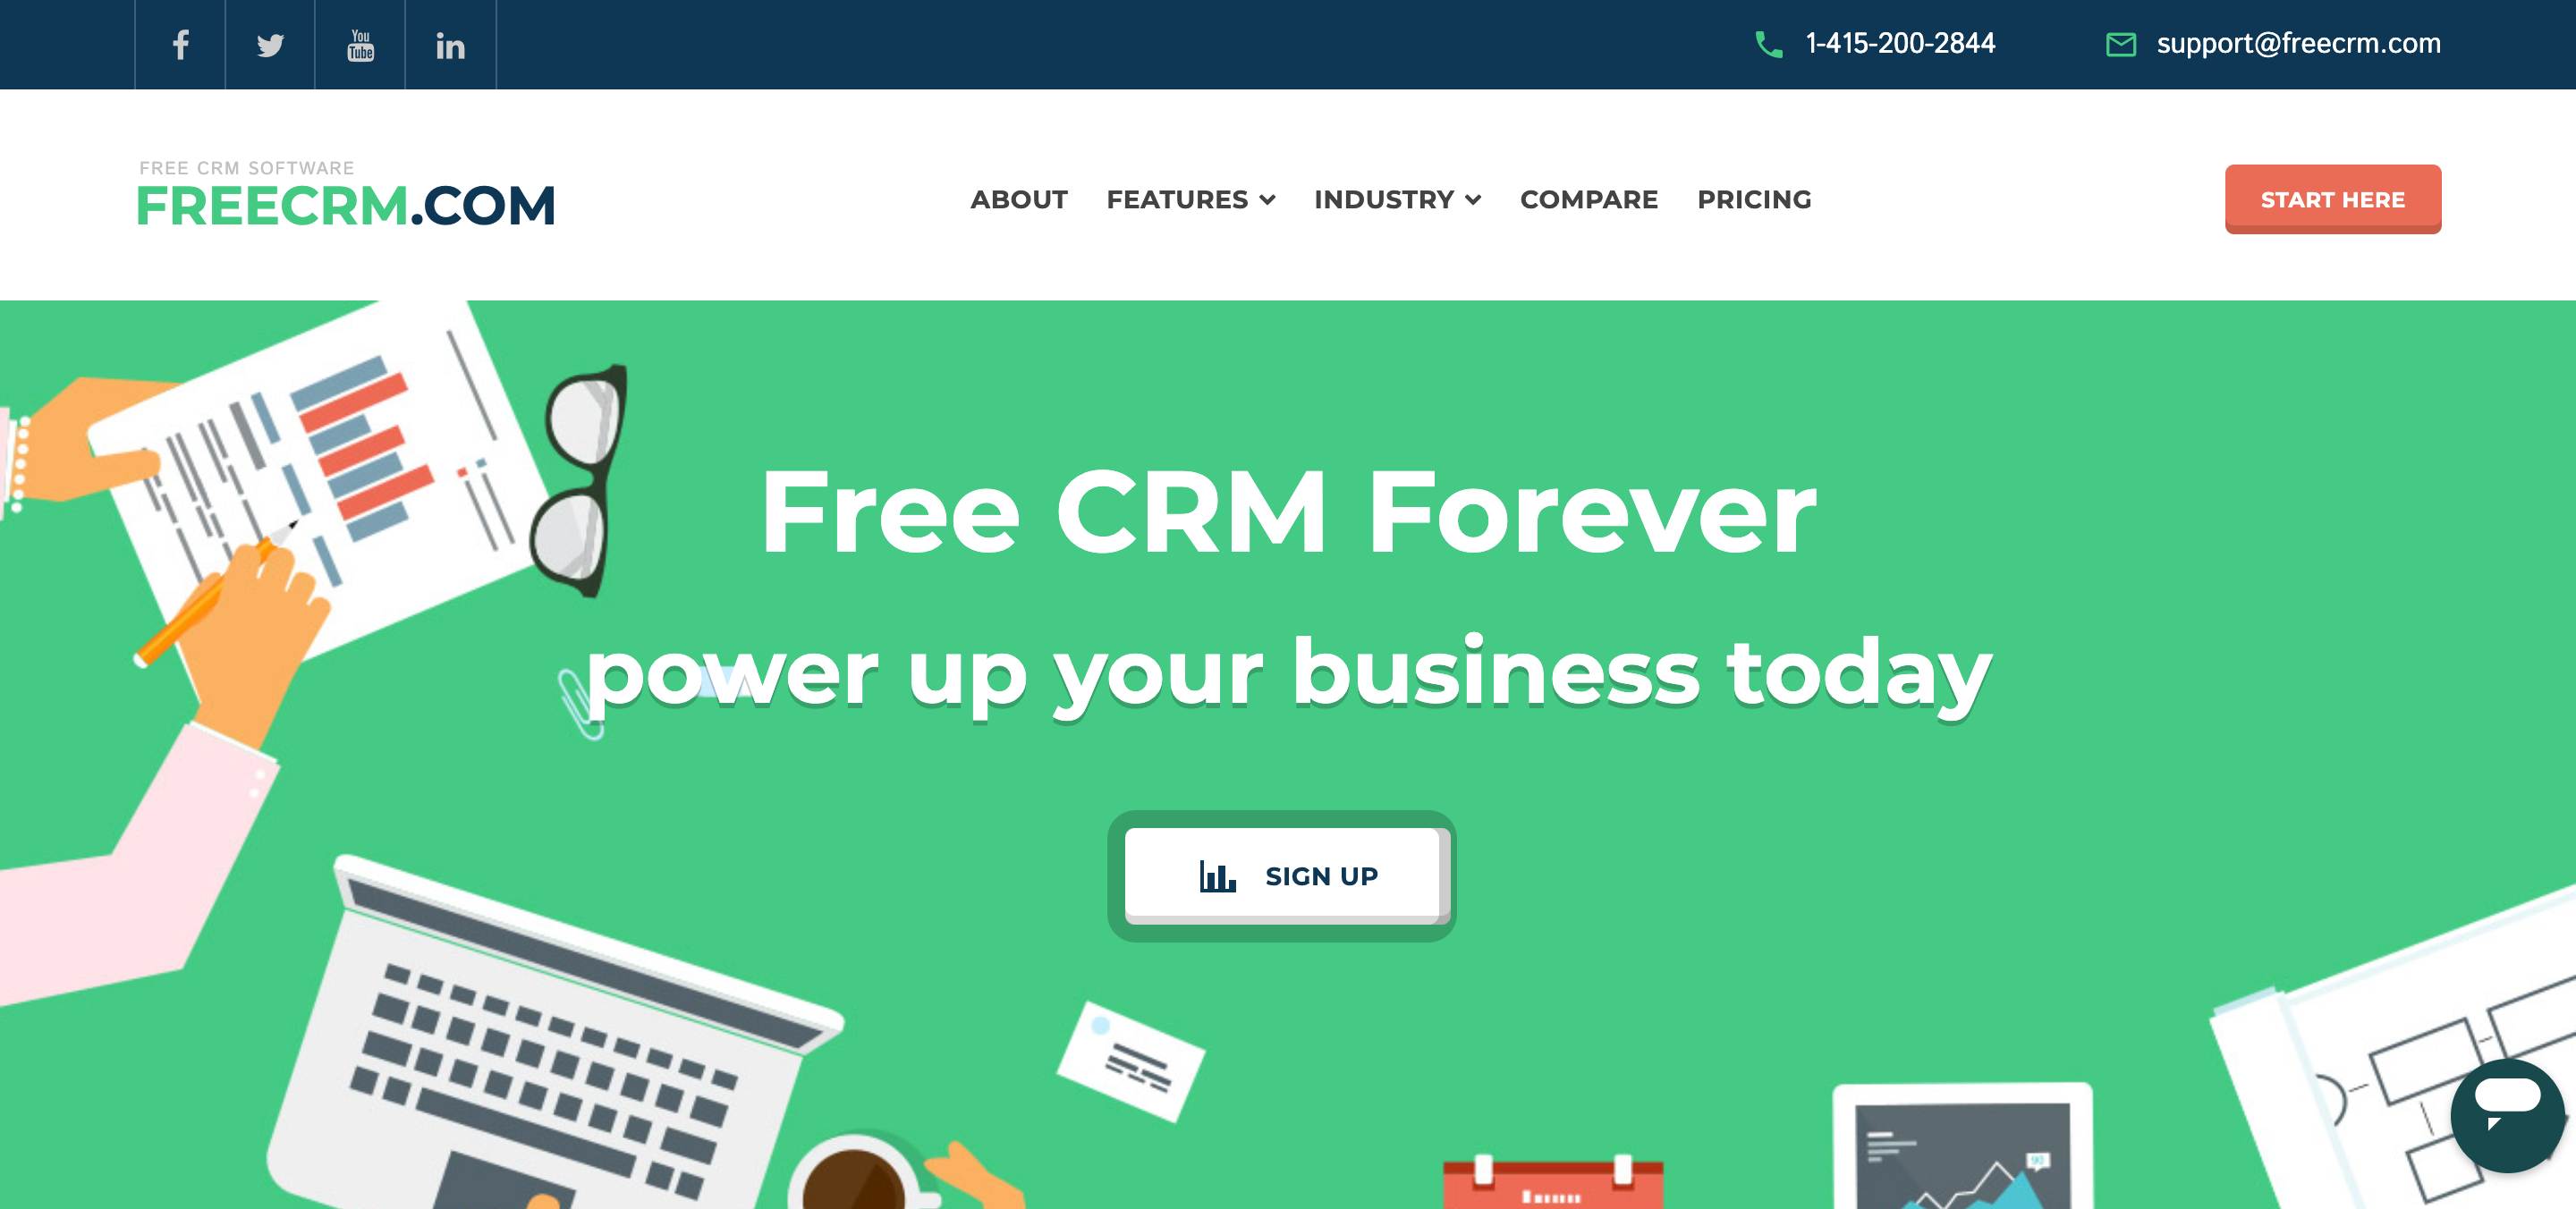 You
Tube
1-415-200-2844
support@freecrm.com
FREE CRM SOFTWARE
FREECRM.COM
ABOUT
FEATURES
INDUSTRY
COMPARE
PRICING
START HERE
Free CRM Forever
power up your business today
SIGN UP
90